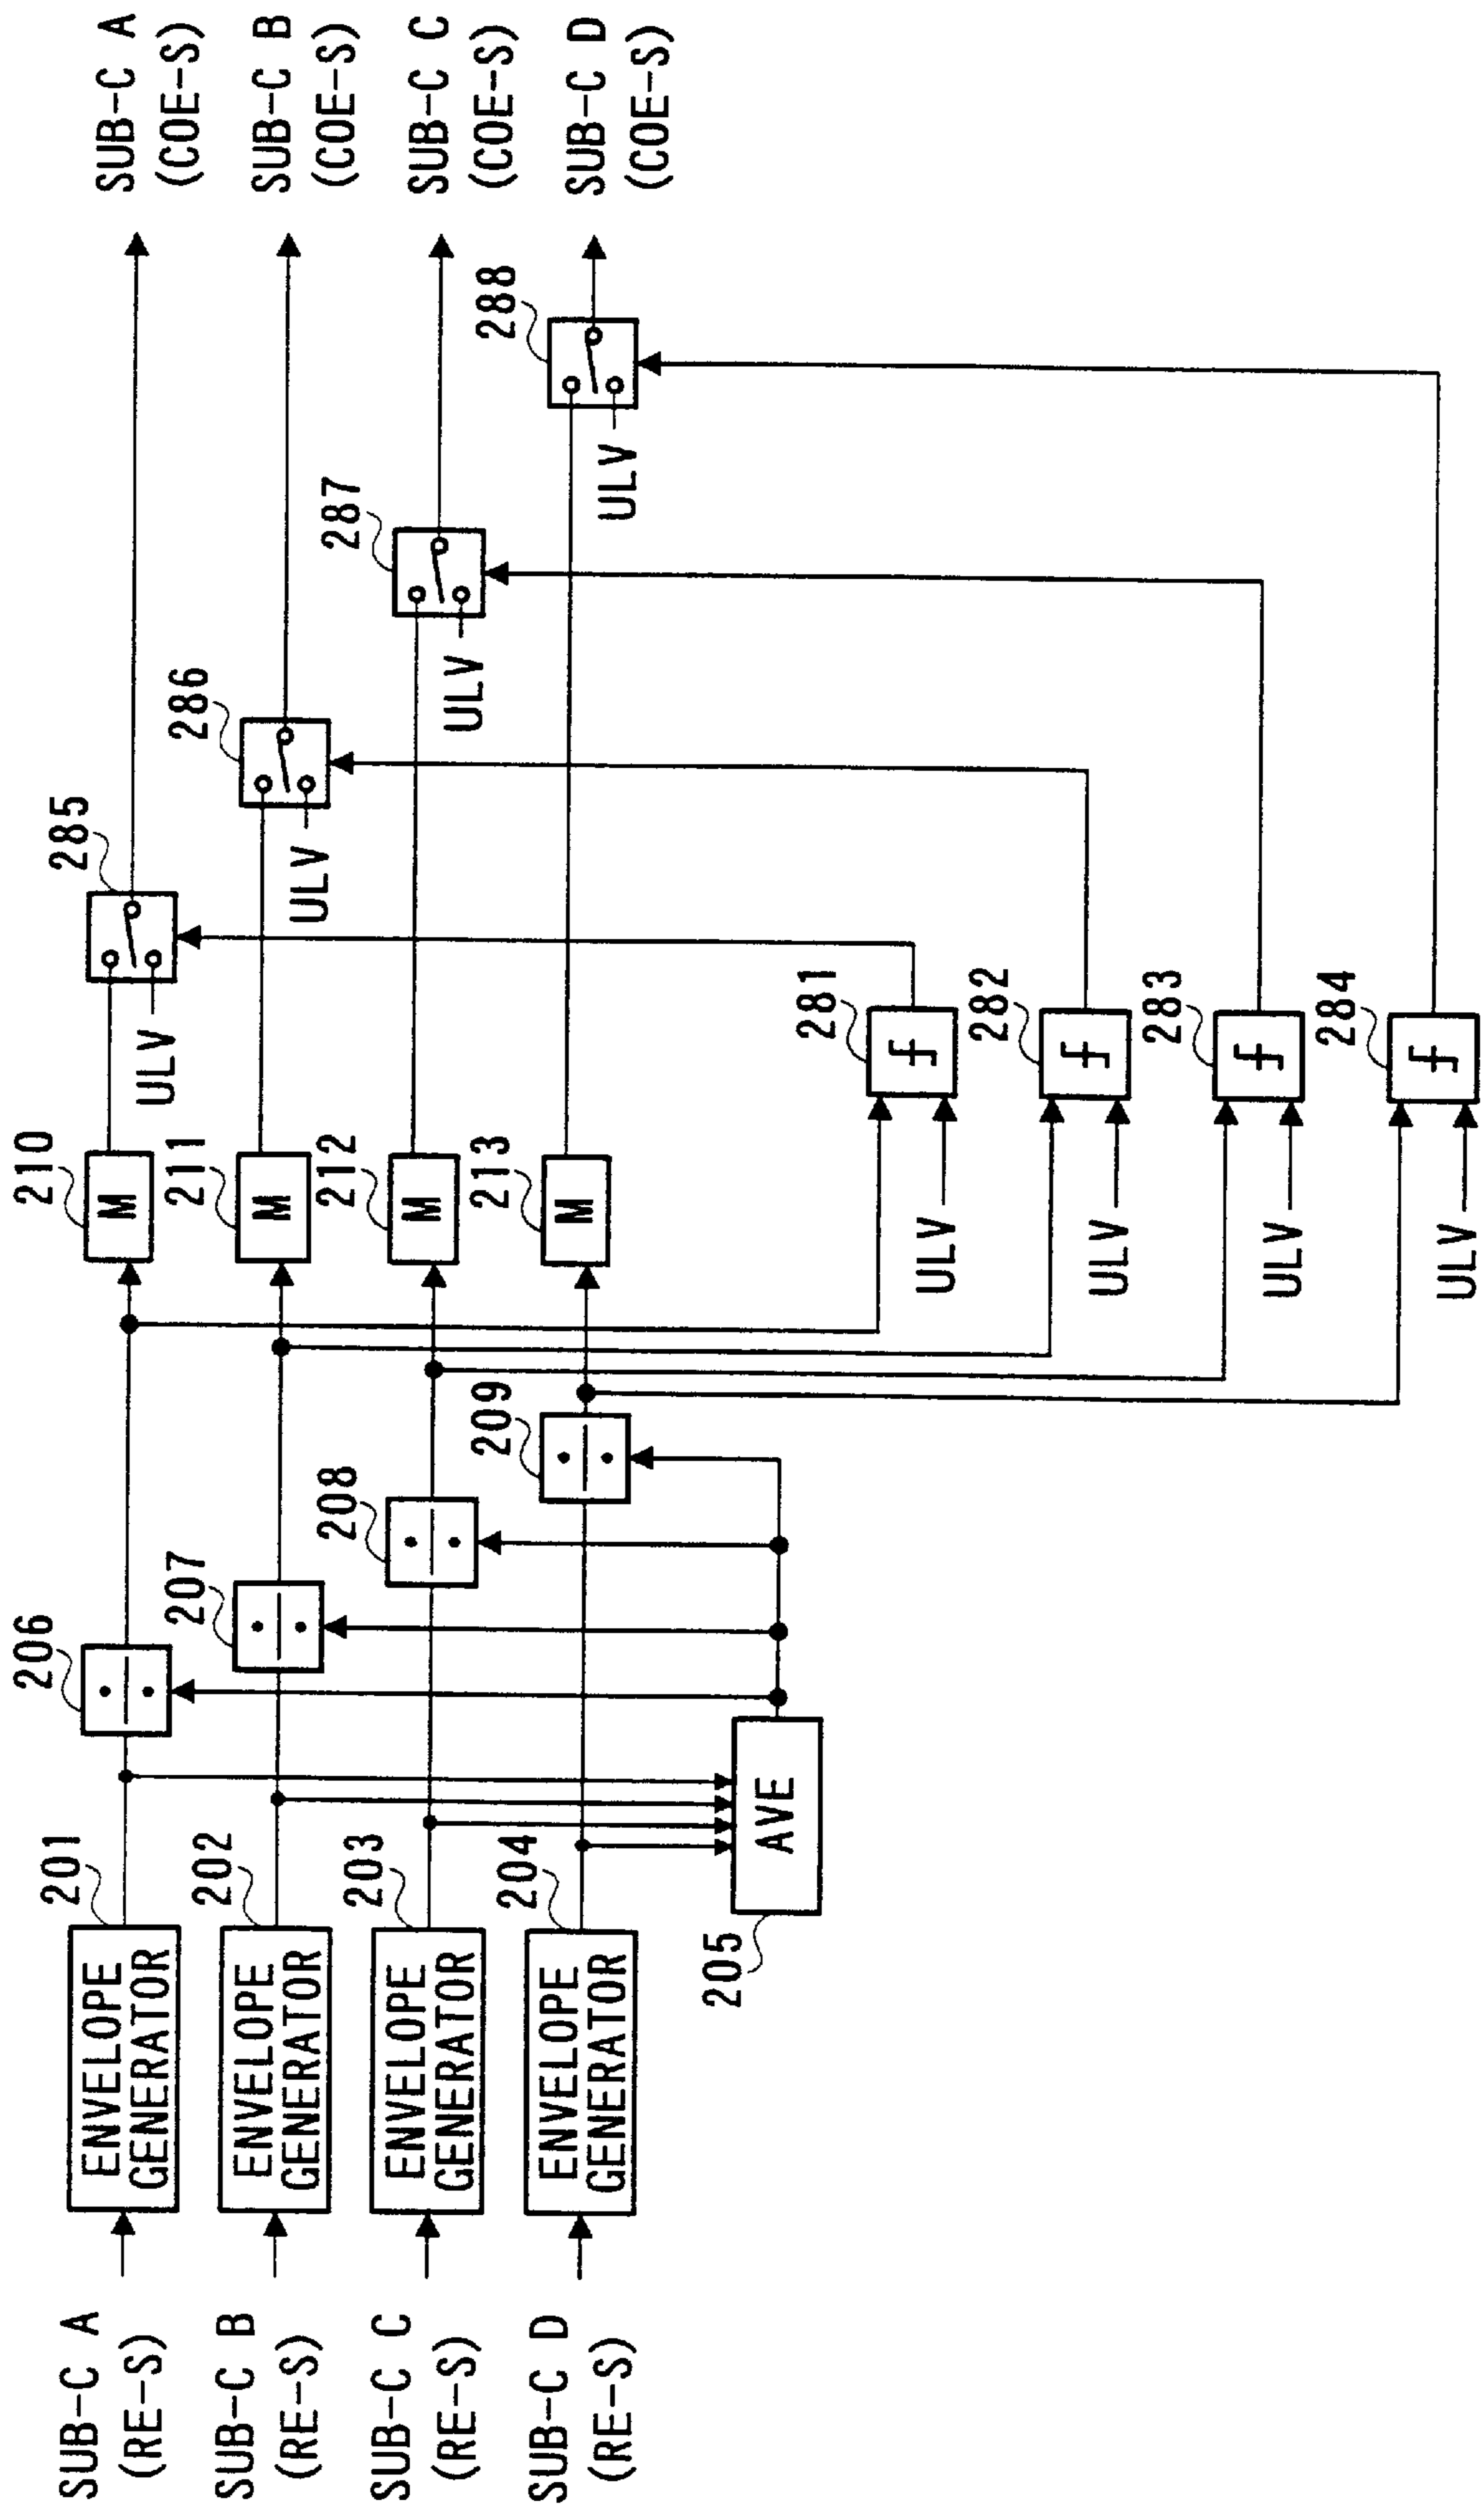 SUB-C A
(RE-S)
SUB-C B
(RE-S)
SUB-C C
(RE-S)
SUB-C D
(RE-S)
ENVELOPE
GENERATOR
201
ENVELOPE
GENERATOR
202
ENVELOPE
GENERATOR
203
ENVELOPE
GENERATOR
204
AVE
205
206
207
208
209
M
210
M
211
M
212
M
213
ULV
ULV
ULV
ULV
f
281
f
282
f
283
f
284
ULV
285
ULV
286
ULV
287
ULV
288
SUB-C A
(COE-S)
SUB-C B
(COE-S)
SUB-C C
(COE-S)
SUB-C D
(COE-S)